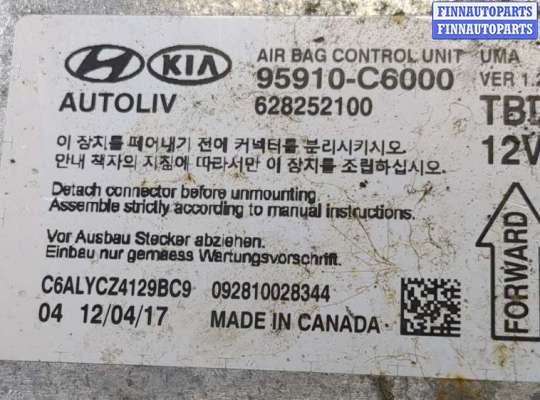 FINNAUTOPARTS
FINNAUTOPARTS
FINNAUTOPARTS
HYUNDAI KIA
AIR BAG CONTROL UNIT UMA
95910-C6000 VER 1.2
AUTOLIV 628252100
12V
이 장치를 떼어내기 전에 커넥터를 분리시키시오.
안내 책자의 지침에 따라서만 이 장치를 조립하십시오.
Detach connector before unmounting.
Assemble strictly according to manual instructions.
Vor Ausbau Stecker abziehen.
Einbau nur gemaess Wartungsvorschrift.
FORWARD
C6ALYCZ4129BC9 092810028344
04 12/04/17 MADE IN CANADA